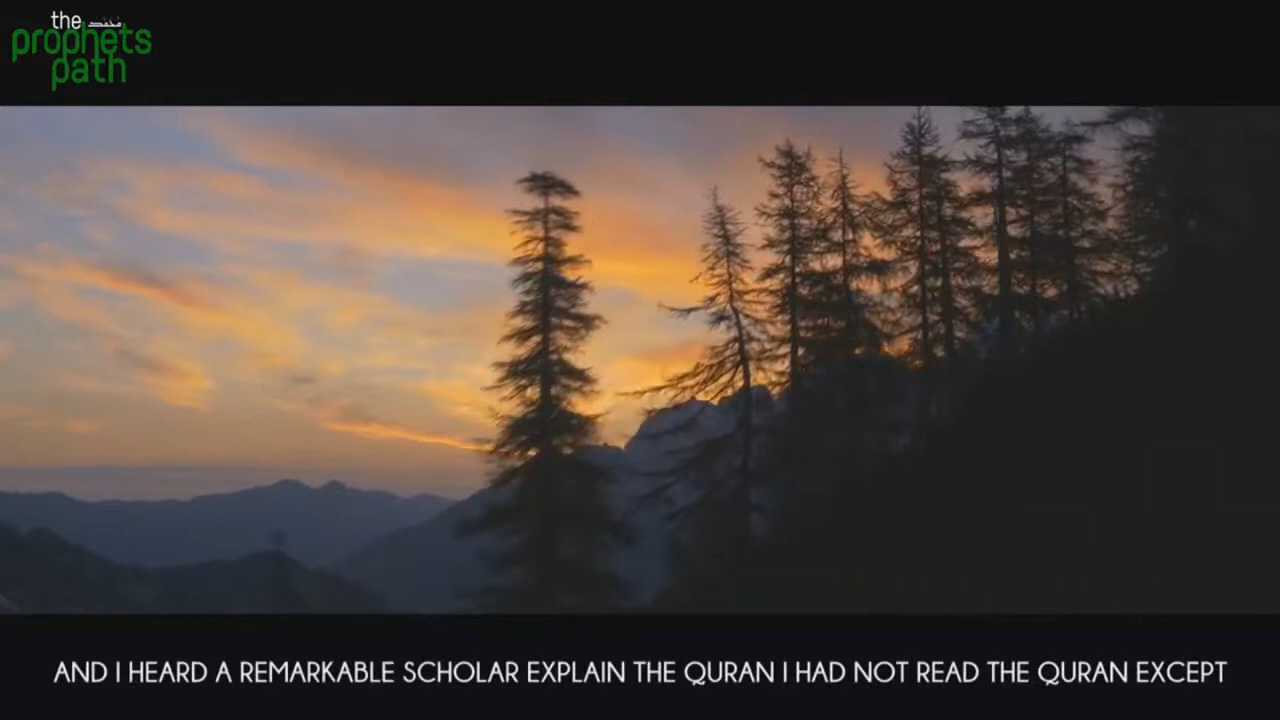 the مُحَمَّد
prophets
path
AND I HEARD A REMARKABLE SCHOLAR EXPLAIN THE QURAN I HAD NOT READ THE QURAN EXCEPT